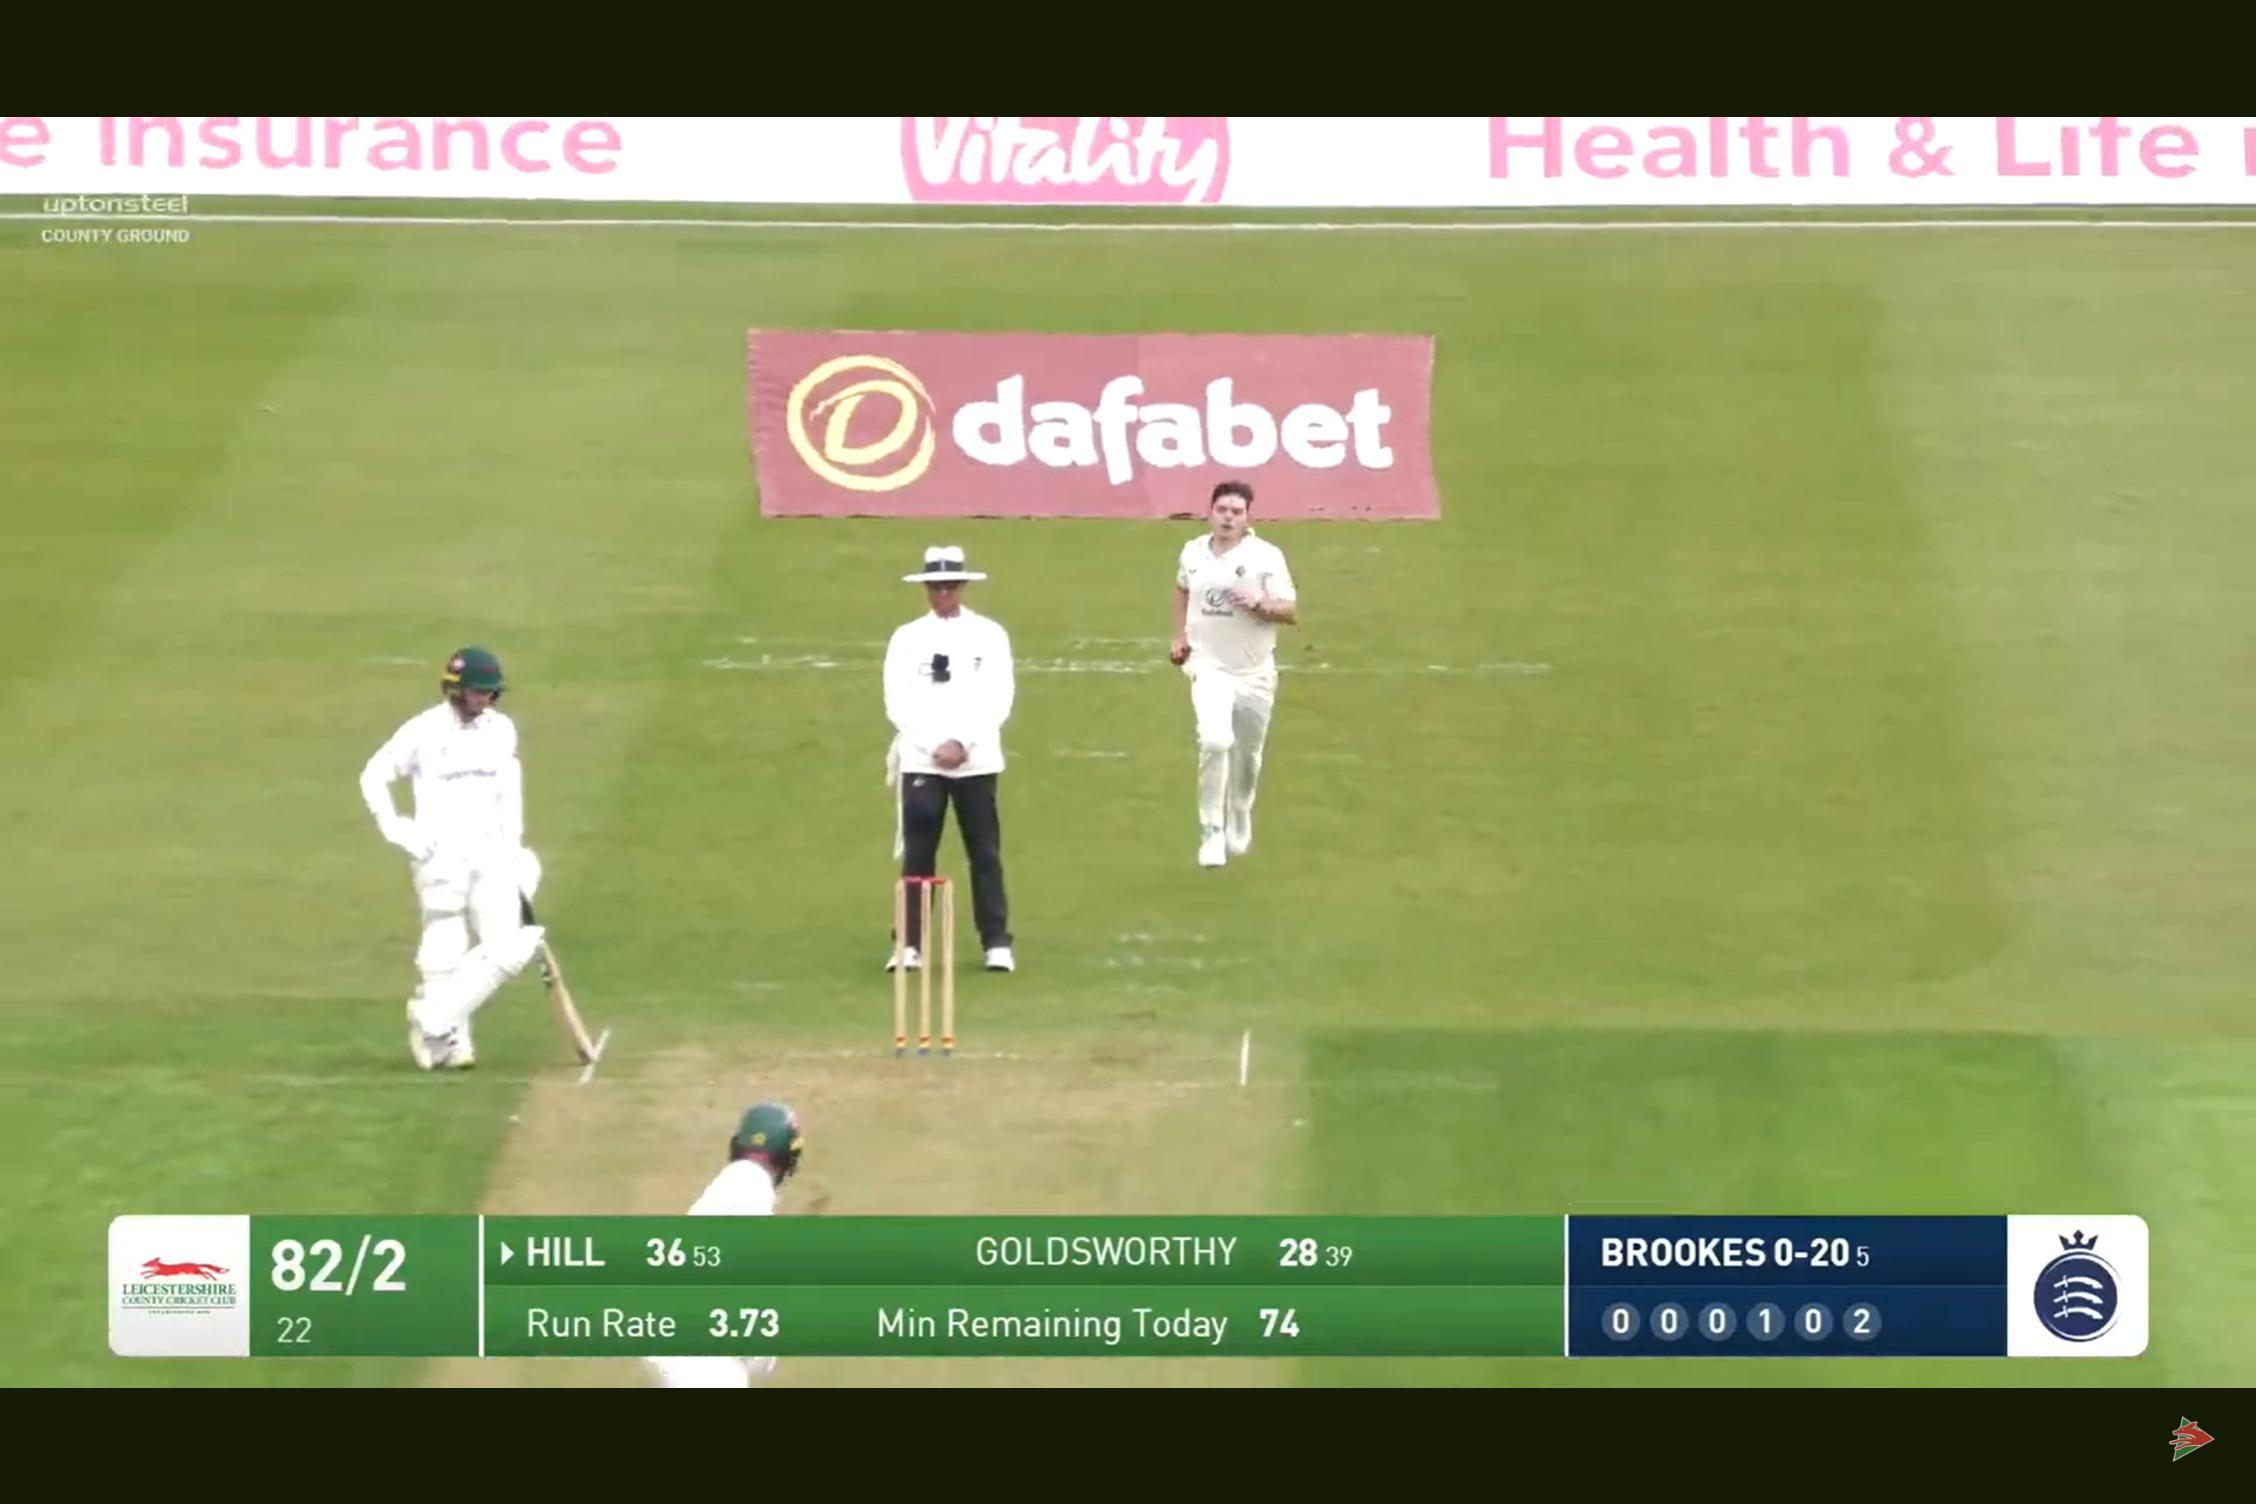 e Insurance
Vitality
Health & Life
uptonsteel
COUNTY GROUND
dafabet
LEICESTERSHIRE
COUNTY CRICKET CLUB
82/2
22
HILL 36 53
GOLDSWORTHY 28 39
Run Rate 3.73
Min Remaining Today 74
BROOKES 0-20 5
0 0 0 1 0 2